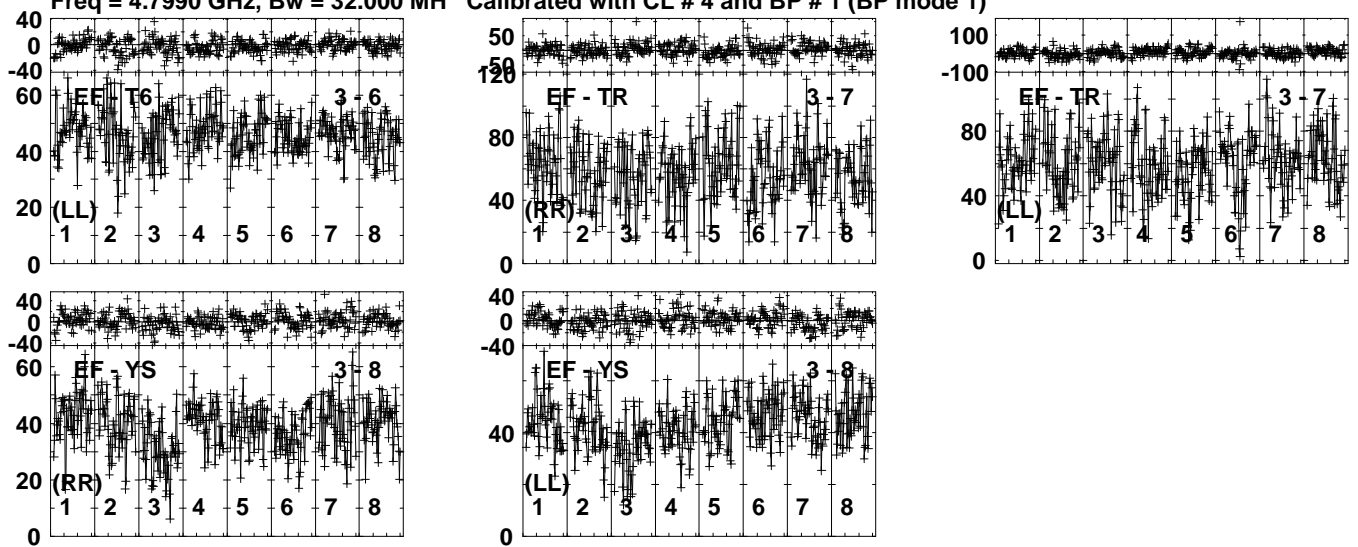 Freq = 4.7990 GHz, Bw = 32.000 MH Calibrated with CL # 4 and BP # 1 (BP mode 1)
40
0
-40
60
40
20
0
EF - T6 3 - 6
(LL)
1 2 3 4 5 6 7 8
50
0
-50
120
80
40
0
EF - TR 3 - 7
(RR)
1 2 3 4 5 6 7 8
100
0
-100
80
40
0
EF - TR 3 - 7
(LL)
1 2 3 4 5 6 7 8
40
0
-40
60
40
20
0
EF - YS 3 - 8
(RR)
1 2 3 4 5 6 7 8
40
0
-40
40
0
EF - YS 3 - 8
(LL)
1 2 3 4 5 6 7 8